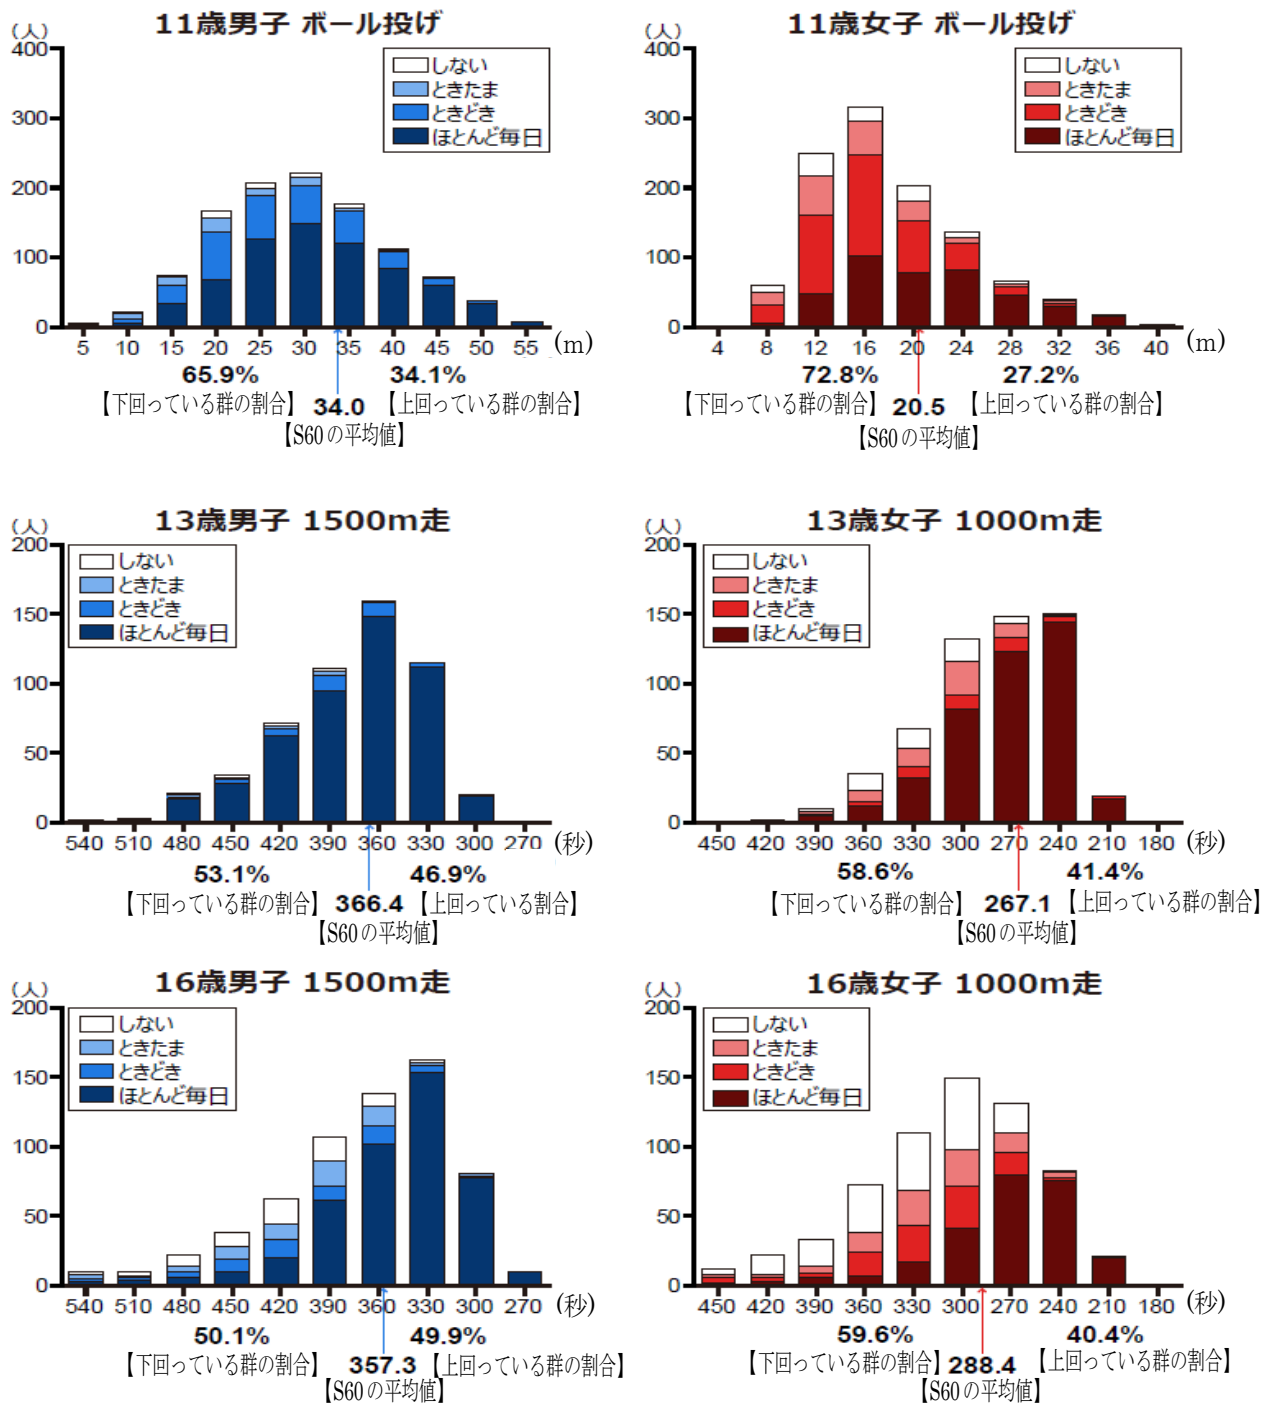 11歳男子 ボール投げ
(人)
400
300
200
100
0
しない
ときたま
ときどき
ほとんど毎日
5 10 15 20 25 30 35 40 45 50 55 (m)
65.9% 34.1%
【下回っている群の割合】 34.0 【上回っている群の割合】
【S60の平均値】
11歳女子 ボール投げ
(人)
400
300
200
100
0
しない
ときたま
ときどき
ほとんど毎日
4 8 12 16 20 24 28 32 36 40 (m)
72.8% 27.2%
【下回っている群の割合】 20.5 【上回っている群の割合】
【S60の平均値】
13歳男子 1500m走
(人)
200
150
100
50
0
しない
ときたま
ときどき
ほとんど毎日
540 510 480 450 420 390 360 330 300 270 (秒)
53.1% 46.9%
【下回っている群の割合】 366.4 【上回っている割合】
【S60の平均値】
13歳女子 1000m走
(人)
200
150
100
50
0
しない
ときたま
ときどき
ほとんど毎日
450 420 390 360 330 300 270 240 210 180 (秒)
58.6% 41.4%
【下回っている群の割合】 267.1 【上回っている群の割合】
【S60の平均値】
16歳男子 1500m走
(人)
200
150
100
50
0
しない
ときたま
ときどき
ほとんど毎日
540 510 480 450 420 390 360 330 300 270 (秒)
50.1% 49.9%
【下回っている群の割合】 357.3 【上回っている群の割合】
【S60の平均値】
16歳女子 1000m走
(人)
200
150
100
50
0
しない
ときたま
ときどき
ほとんど毎日
450 420 390 360 330 300 270 240 210 180 (秒)
59.6% 40.4%
【下回っている群の割合】 288.4 【上回っている群の割合】
【S60の平均値】